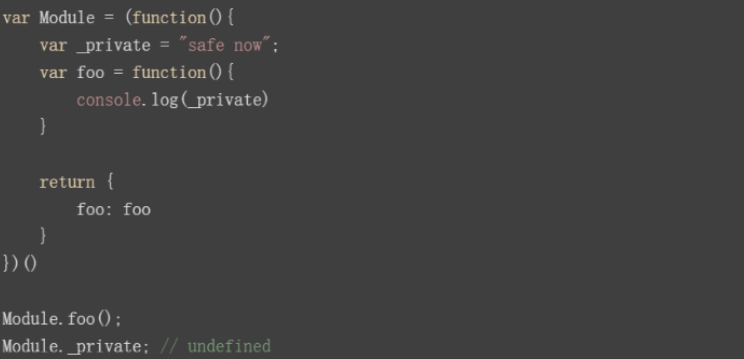 var Module = (function(){
    var _private = "safe now";
    var foo = function(){
        console.log(_private)
    }
    return {
        foo: foo
    }
})()
Module.foo();
Module._private; // undefined